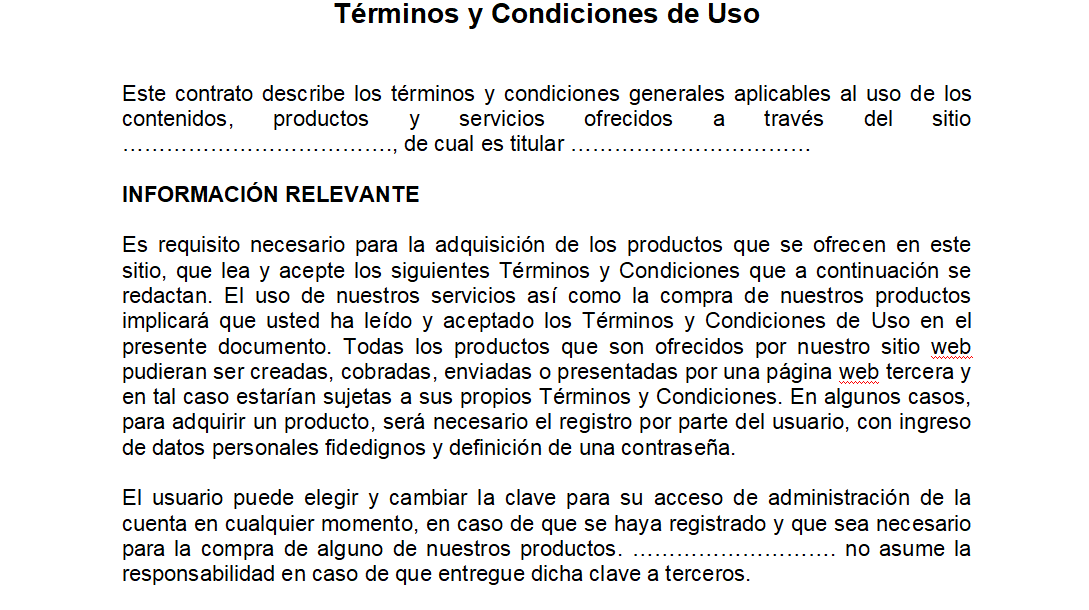 Términos y Condiciones de Uso
Este contrato describe los términos y condiciones generales aplicables al uso de los
contenidos, productos y servicios ofrecidos a través del sitio
………………………………., de cual es titular ……………………………
INFORMACIÓN RELEVANTE
Es requisito necesario para la adquisición de los productos que se ofrecen en este
sitio, que lea y acepte los siguientes Términos y Condiciones que a continuación se
redactan. El uso de nuestros servicios así como la compra de nuestros productos
implicará que usted ha leído y aceptado los Términos y Condiciones de Uso en el
presente documento. Todas los productos que son ofrecidos por nuestro sitio web
pudieran ser creadas, cobradas, enviadas o presentadas por una página web tercera y
en tal caso estarían sujetas a sus propios Términos y Condiciones. En algunos casos,
para adquirir un producto, será necesario el registro por parte del usuario, con ingreso
de datos personales fidedignos y definición de una contraseña.
El usuario puede elegir y cambiar la clave para su acceso de administración de la
cuenta en cualquier momento, en caso de que se haya registrado y que sea necesario
para la compra de alguno de nuestros productos. ………………………. no asume la
responsabilidad en caso de que entregue dicha clave a terceros.